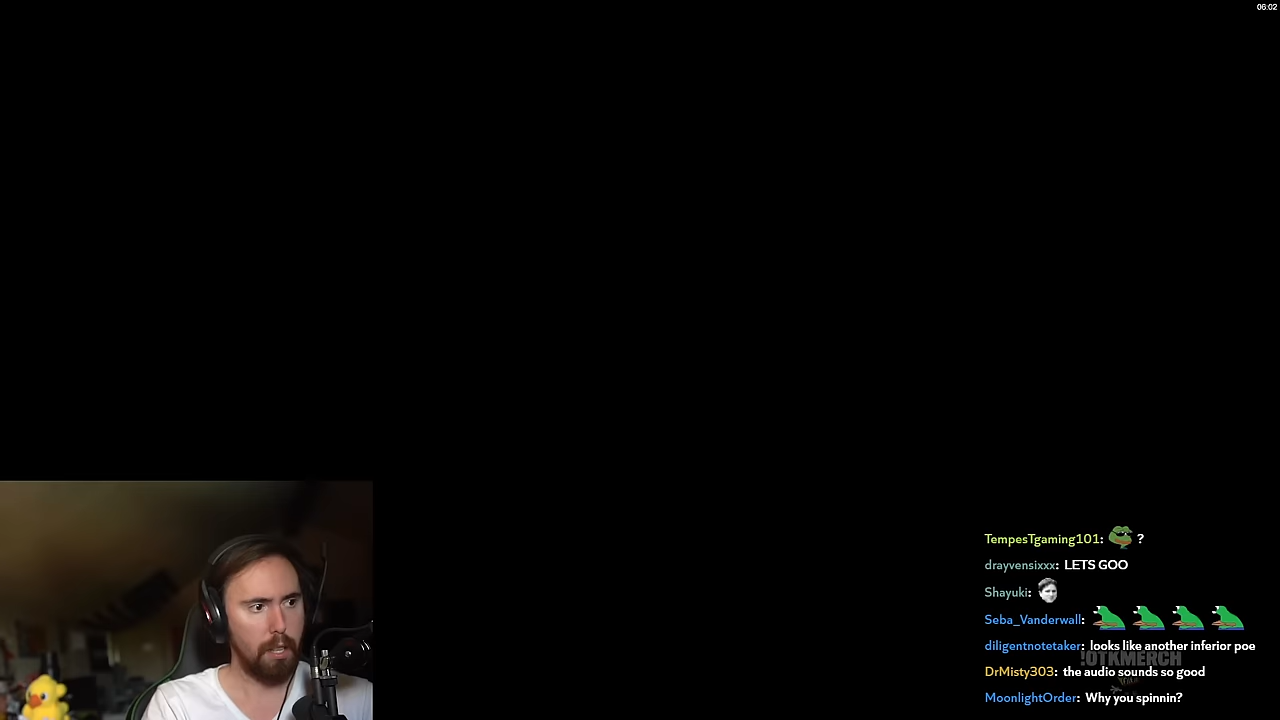 06:02
TempesTgaming101: ?
drayvensixxx: LETS GOO
Shayuki:
Seba_Vanderwall:
diligentnotetaker: looks like another inferior poe
!OTKMERCH
DrMisty303: the audio sounds so good
MoonlightOrder: Why you spinnin?